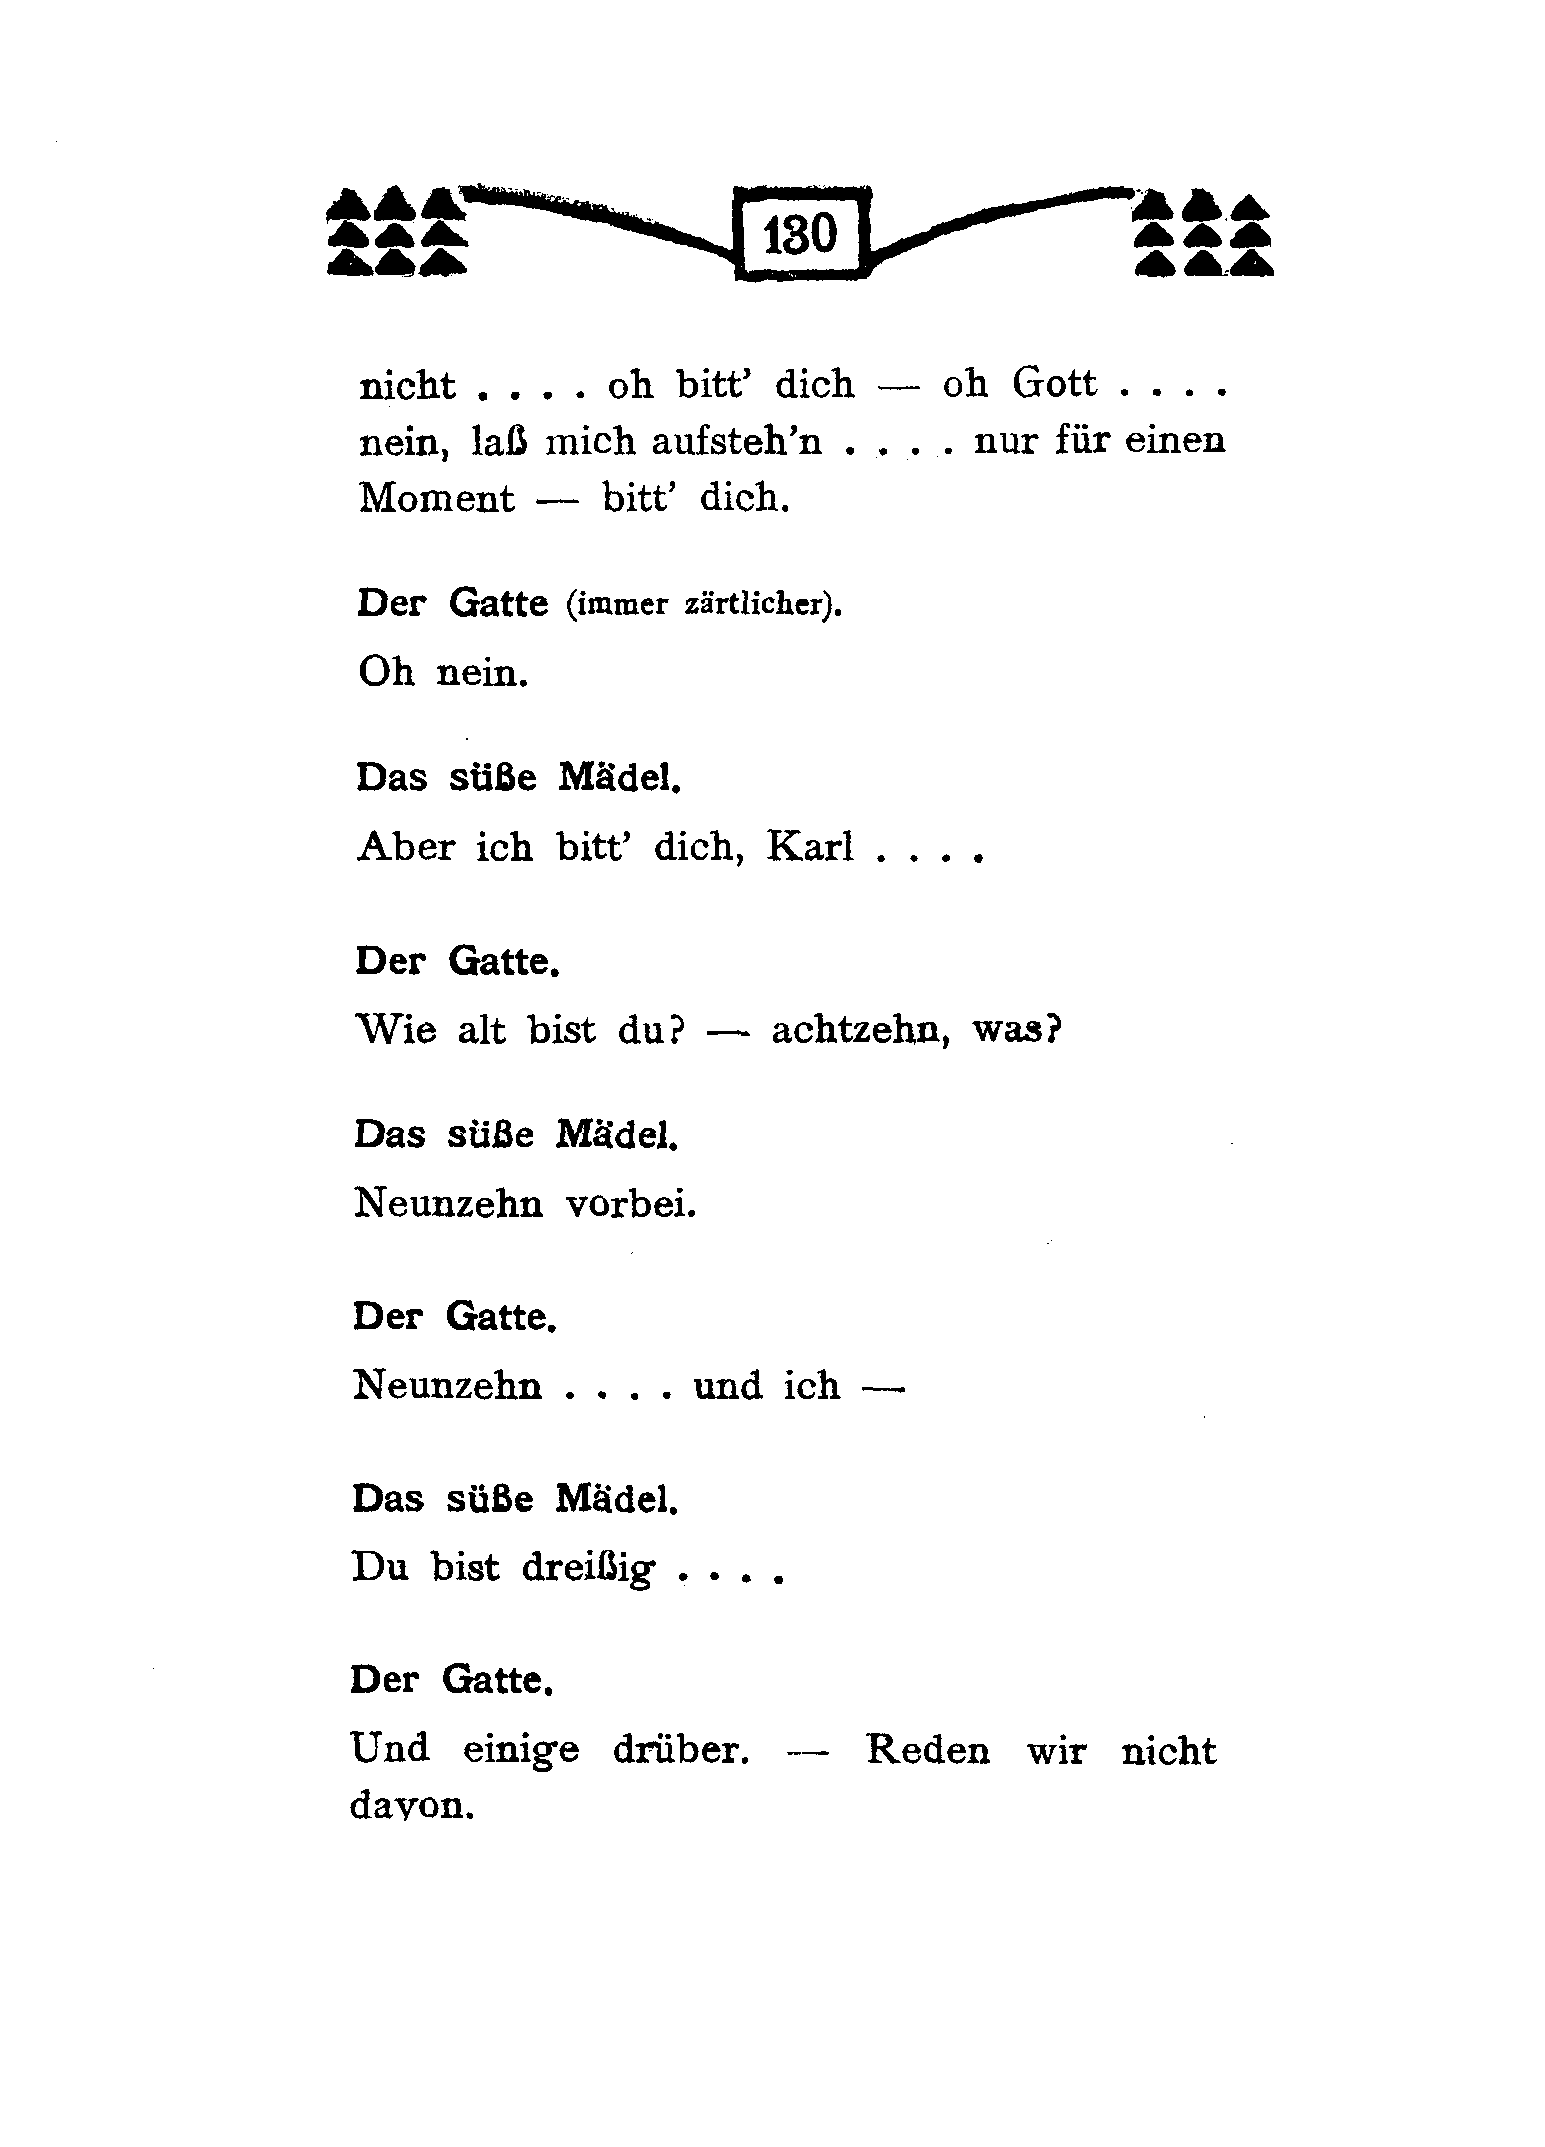 130
nicht . . . . oh bitt’ dich — oh Gott . . . .
nein, laß mich aufsteh’n . . . . nur für einen
Moment — bitt’ dich.
Der Gatte (immer zärtlicher).
Oh nein.
Das süße Mädel.
Aber ich bitt’ dich, Karl . . . .
Der Gatte.
Wie alt bist du? — achtzehn, was?
Das süße Mädel.
Neunzehn vorbei.
Der Gatte.
Neunzehn . . . . und ich —
Das süße Mädel.
Du bist dreißig . . . .
Der Gatte.
Und einige drüber. — Reden wir nicht
davon.